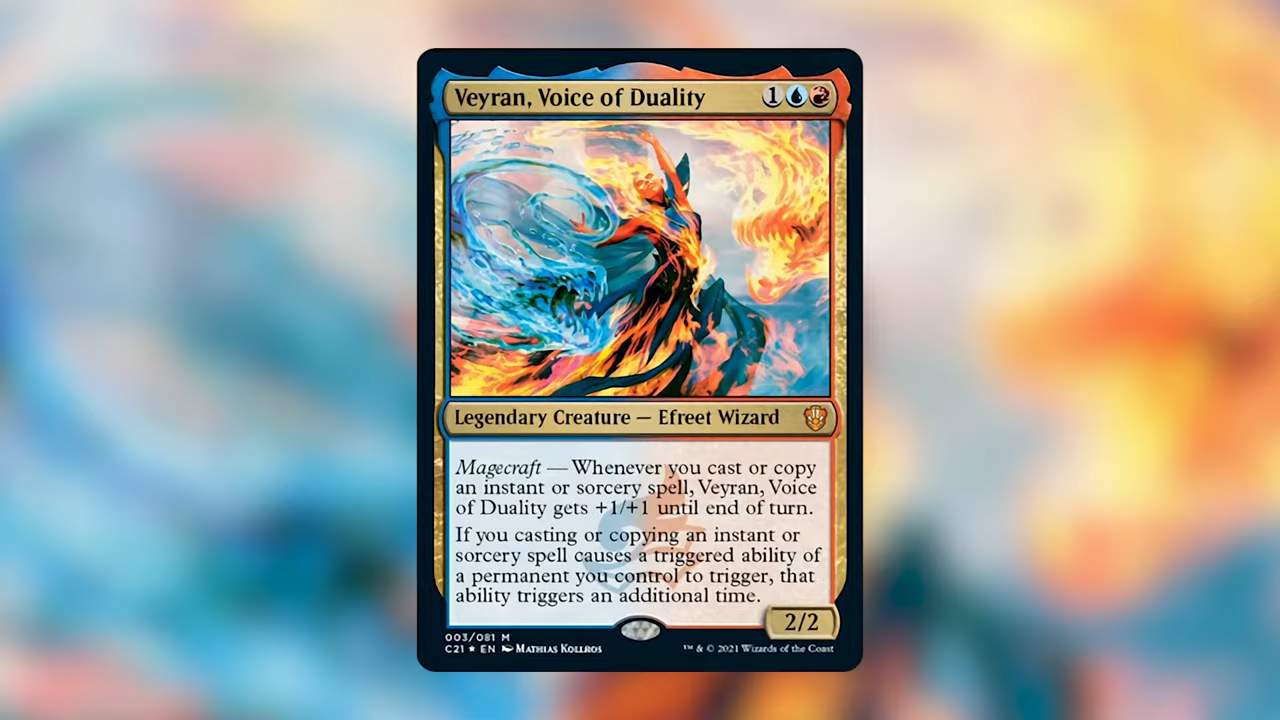 Veyran, Voice of Duality 1
Legendary Creature — Efreet Wizard
Magecraft — Whenever you cast or copy
an instant or sorcery spell, Veyran, Voice
of Duality gets +1/+1 until end of turn.
If you casting or copying an instant or
sorcery spell causes a triggered ability of
a permanent you control to trigger, that
ability triggers an additional time.
2/2
003/081 M
C21 ★ EN Mathias Kollros
™ & © 2021 Wizards of the Coast